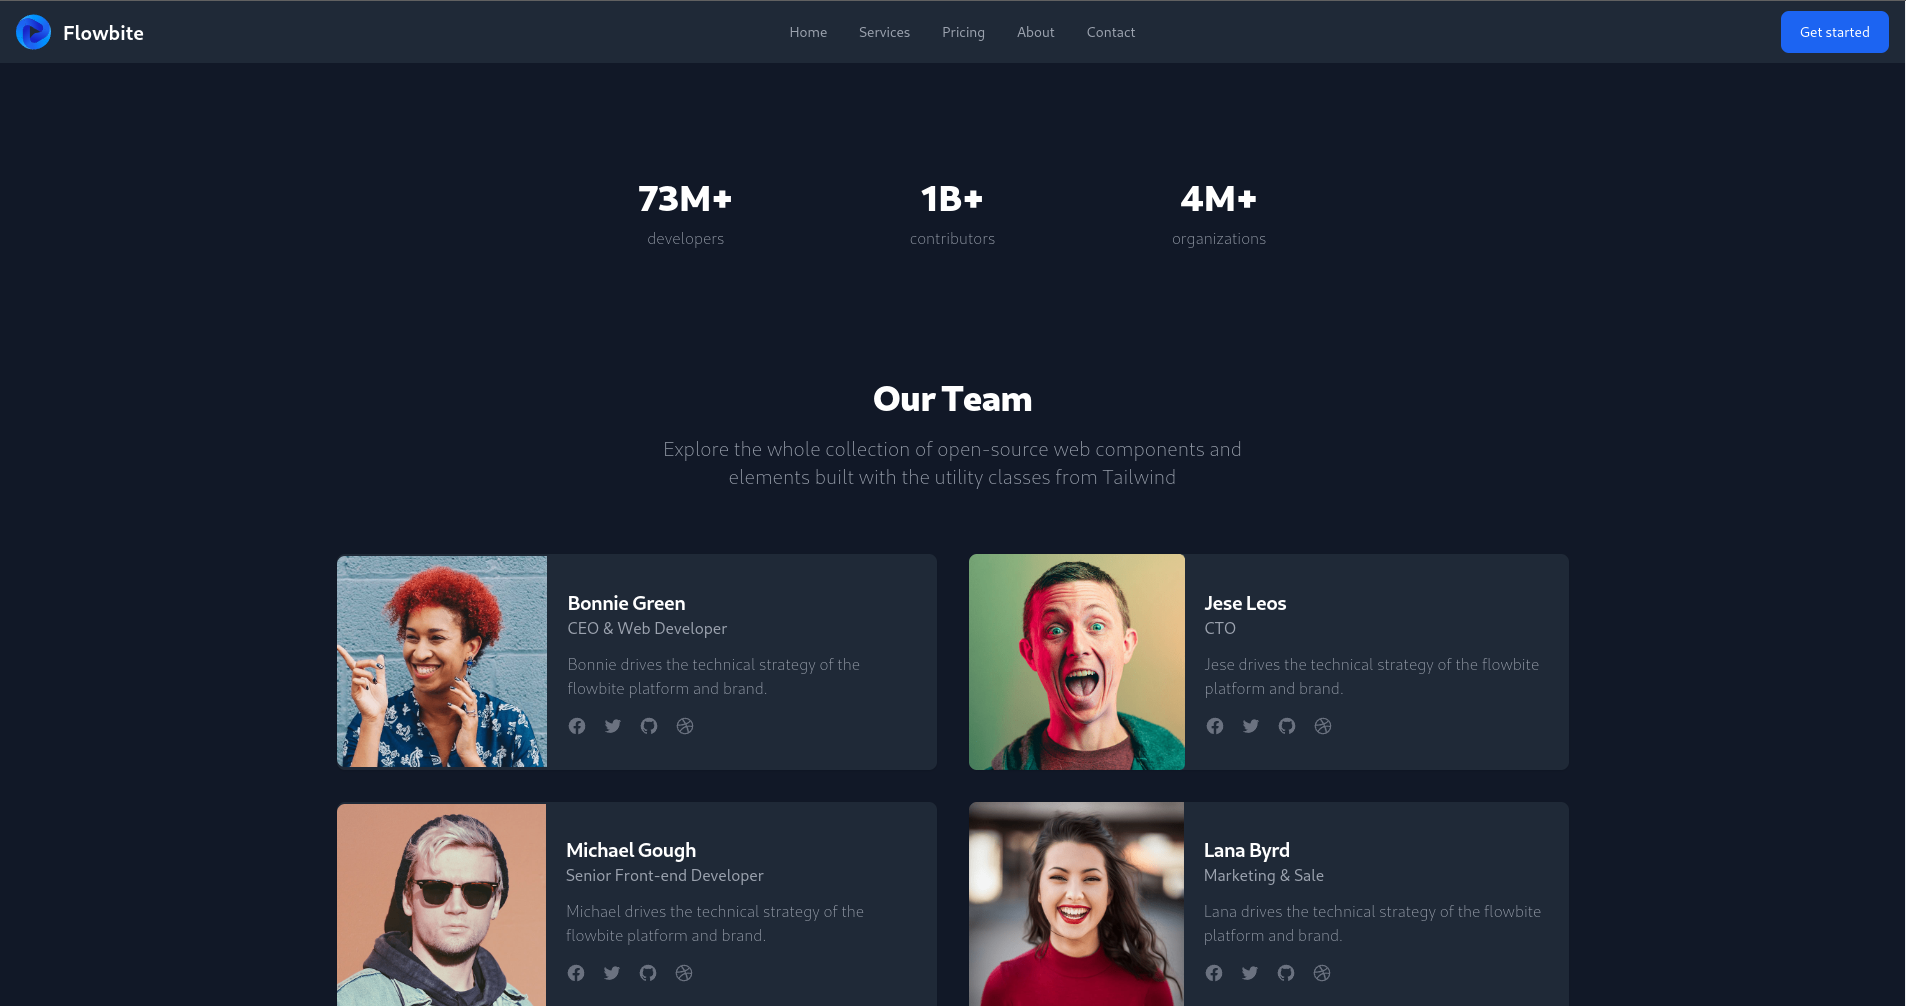 Flowbite
Home
Services
Pricing
About
Contact
Get started
73M+
developers
1B+
contributors
4M+
organizations
Our Team
Explore the whole collection of open-source web components and
elements built with the utility classes from Tailwind
Bonnie Green
CEO & Web Developer
Bonnie drives the technical strategy of the
flowbite platform and brand.
Jese Leos
CTO
Jese drives the technical strategy of the flowbite
platform and brand.
Michael Gough
Senior Front-end Developer
Michael drives the technical strategy of the
flowbite platform and brand.
Lana Byrd
Marketing & Sale
Lana drives the technical strategy of the flowbite
platform and brand.